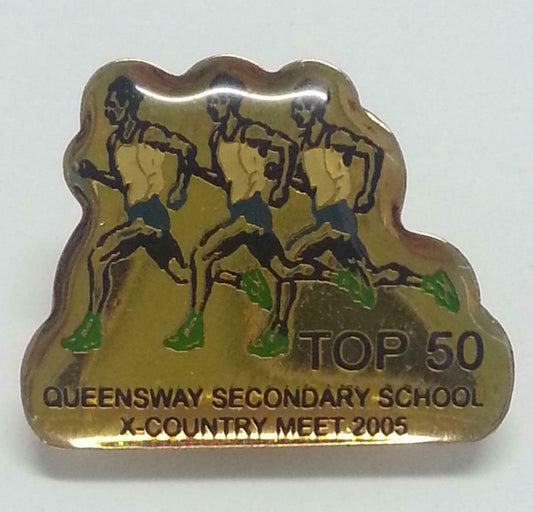 TOP 50
QUEENSWAY SECONDARY SCHOOL
X-COUNTRY MEET 2005